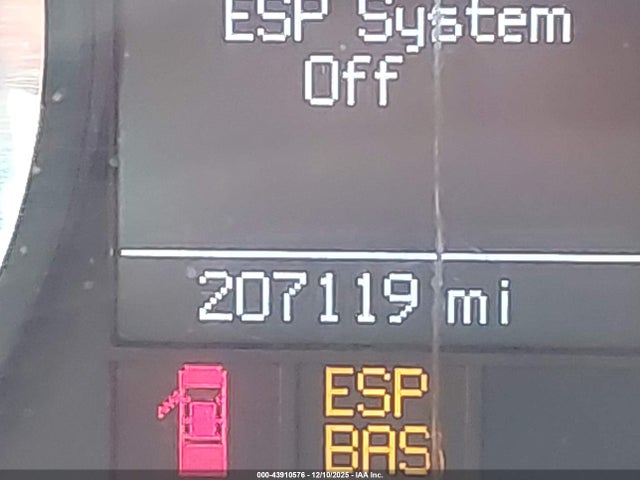 ESP System
Off
207119 mi
ESP
BAS
000-43910576 - 12/10/2025 - IAA Inc.